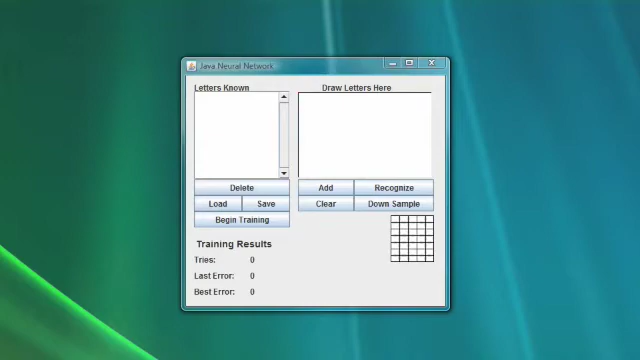 Java Neural Network
Letters Known
Draw Letters Here
Delete
Add
Recognize
Load
Save
Clear
Down Sample
Begin Training
Training Results
Tries: 0
Last Error: 0
Best Error: 0